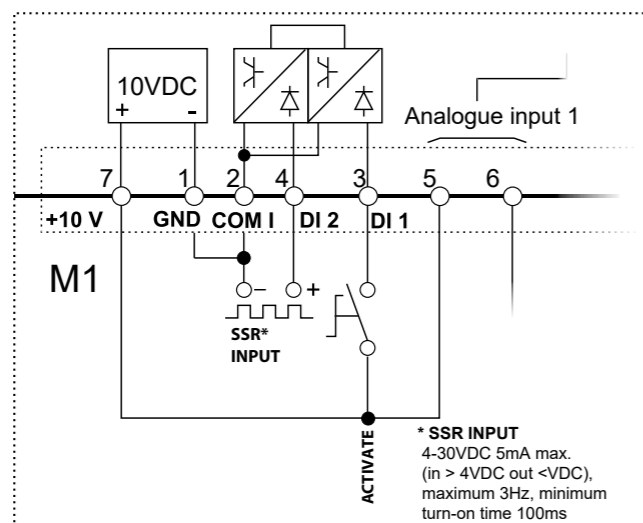 10VDC
+ -
Analogue input 1
7 1 2 4 3 5 6
+10 V GND COM I DI 2 DI 1
M1
– +
SSR*
INPUT
ACTIVATE
* SSR INPUT
4-30VDC 5mA max.
(in > 4VDC out <VDC),
maximum 3Hz, minimum
turn-on time 100ms